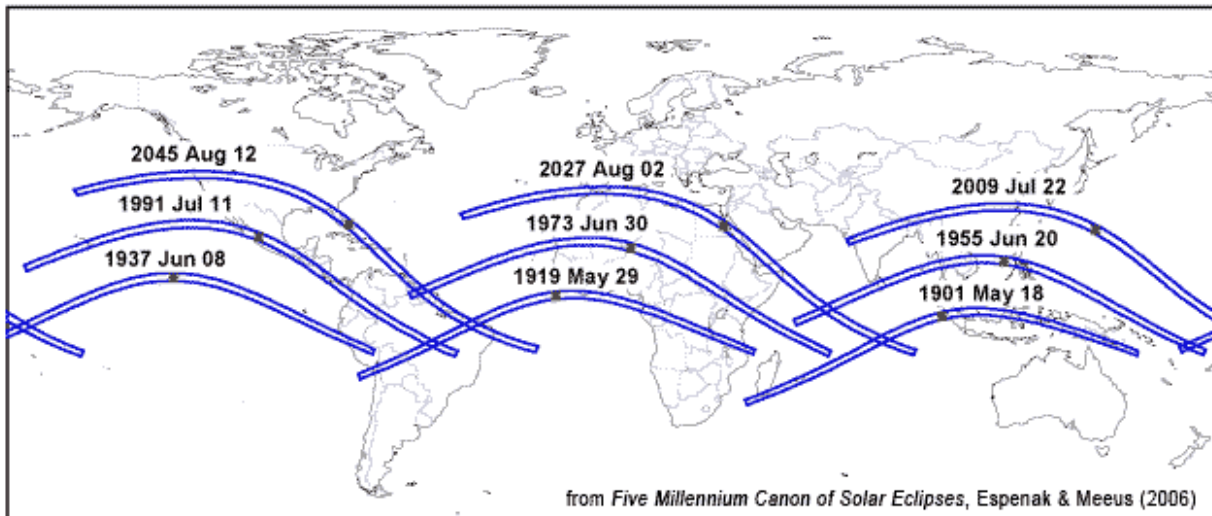 2045 Aug 12
2027 Aug 02
2009 Jul 22
1991 Jul 11
1973 Jun 30
1955 Jun 20
1937 Jun 08
1919 May 29
1901 May 18
from Five Millennium Canon of Solar Eclipses, Espenak & Meeus (2006)